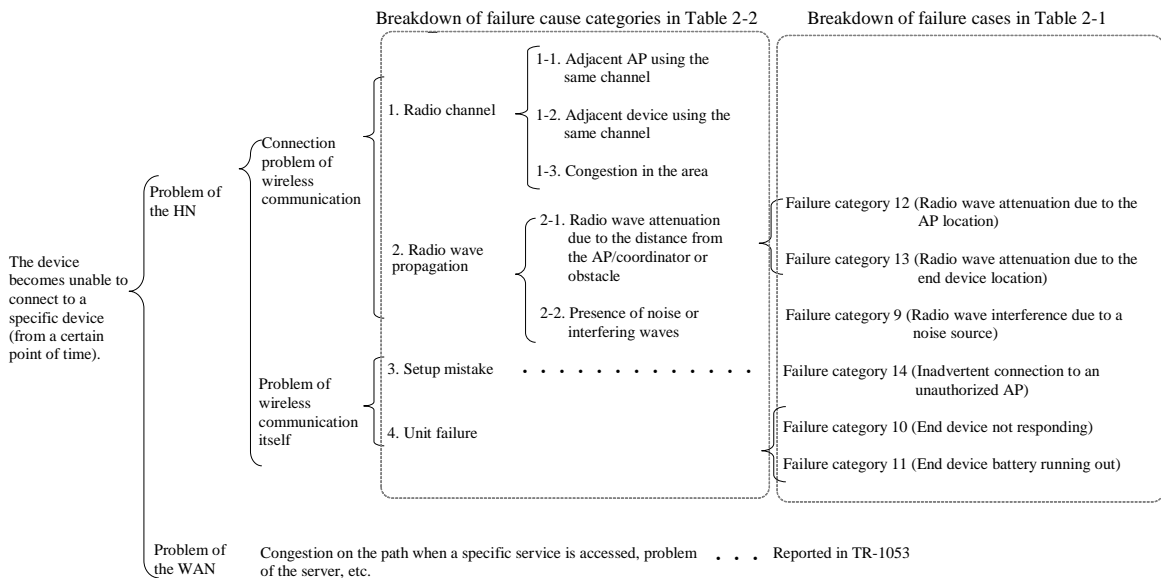 Breakdown of failure cause categories in Table 2-2
Breakdown of failure cases in Table 2-1
The device
becomes unable to
connect to a
specific device
(from a certain
point of time).
Problem of
the HN
Connection
problem of
wireless
communication
1. Radio channel
1-1. Adjacent AP using the
same channel
1-2. Adjacent device using the
same channel
1-3. Congestion in the area
2. Radio wave
propagation
2-1. Radio wave attenuation
due to the distance from
the AP/coordinator or
obstacle
Failure category 12 (Radio wave attenuation due to the
AP location)
Failure category 13 (Radio wave attenuation due to the
end device location)
2-2. Presence of noise or
interfering waves
Failure category 9 (Radio wave interference due to a
noise source)
Problem of
wireless
communication
itself
3. Setup mistake . . . . . . . . . . . . .
Failure category 14 (Inadvertent connection to an
unauthorized AP)
4. Unit failure
Failure category 10 (End device not responding)
Failure category 11 (End device battery running out)
Problem of
the WAN
Congestion on the path when a specific service is accessed, problem
of the server, etc.
. . . Reported in TR-1053